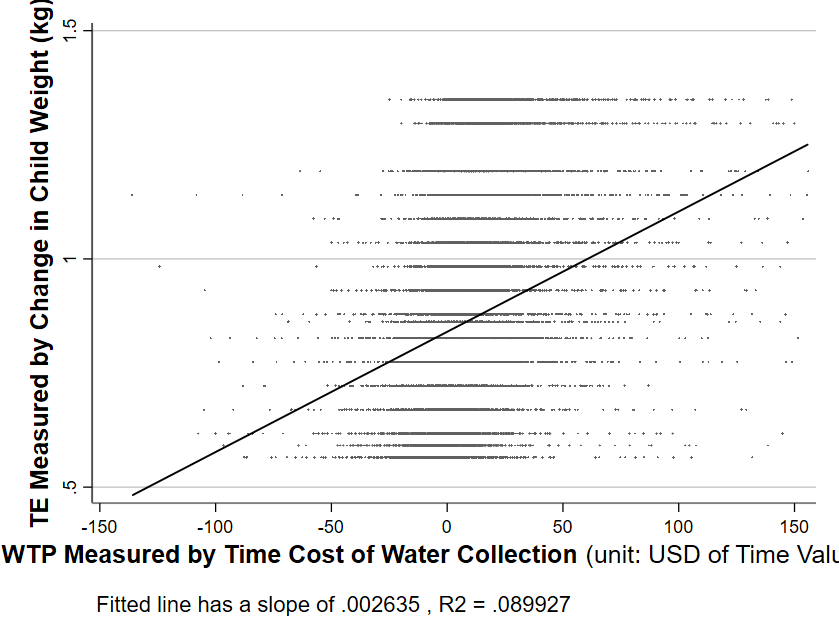 TE Measured by Change in Child Weight (kg)
1.5
1
.5
-150 -100 -50 0 50 100 150
WTP Measured by Time Cost of Water Collection (unit: USD of Time Valu
Fitted line has a slope of .002635 , R2 = .089927